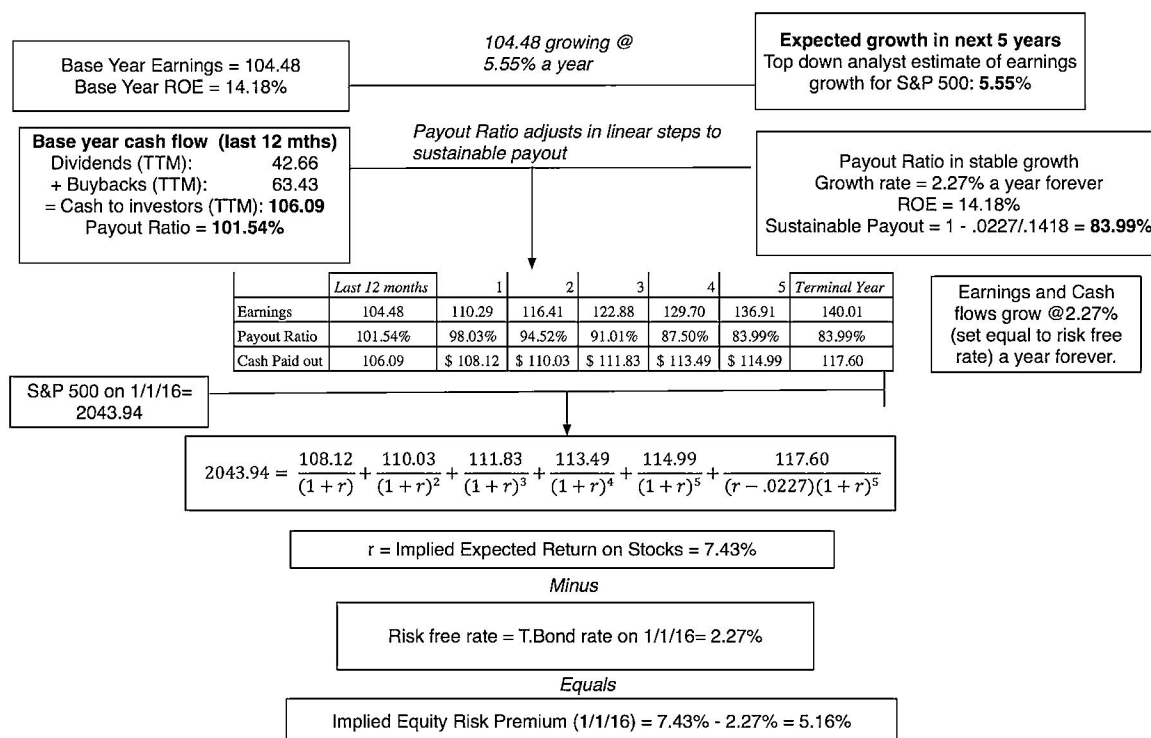 Base Year Earnings = 104.48
Base Year ROE = 14.18%
104.48 growing @
5.55% a year
Expected growth in next 5 years
Top down analyst estimate of earnings
growth for S&P 500: 5.55%
Base year cash flow (last 12 mths)
Dividends (TTM): 42.66
+ Buybacks (TTM): 63.43
= Cash to investors (TTM): 106.09
Payout Ratio = 101.54%
Payout Ratio adjusts in linear steps to
sustainable payout
Payout Ratio in stable growth
Growth rate = 2.27% a year forever
ROE = 14.18%
Sustainable Payout = 1 - .0227/.1418 = 83.99%
Last 12 months 1 2 3 4 5 Terminal Year
Earnings 104.48 110.29 116.41 122.88 129.70 136.91 140.01
Payout Ratio 101.54% 98.03% 94.52% 91.01% 87.50% 83.99% 83.99%
Cash Paid out 106.09 $ 108.12 $ 110.03 $ 111.83 $ 113.49 $ 114.99 117.60
Earnings and Cash
flows grow @2.27%
(set equal to risk free
rate) a year forever.
S&P 500 on 1/1/16=
2043.94
2043.94 = 108.12/(1 + r) + 110.03/(1 + r)² + 111.83/(1 + r)³ + 113.49/(1 + r)⁴ + 114.99/(1 + r)⁵ + 117.60/(r − .0227)(1 + r)⁵
r = Implied Expected Return on Stocks = 7.43%
Minus
Risk free rate = T.Bond rate on 1/1/16= 2.27%
Equals
Implied Equity Risk Premium (1/1/16) = 7.43% - 2.27% = 5.16%